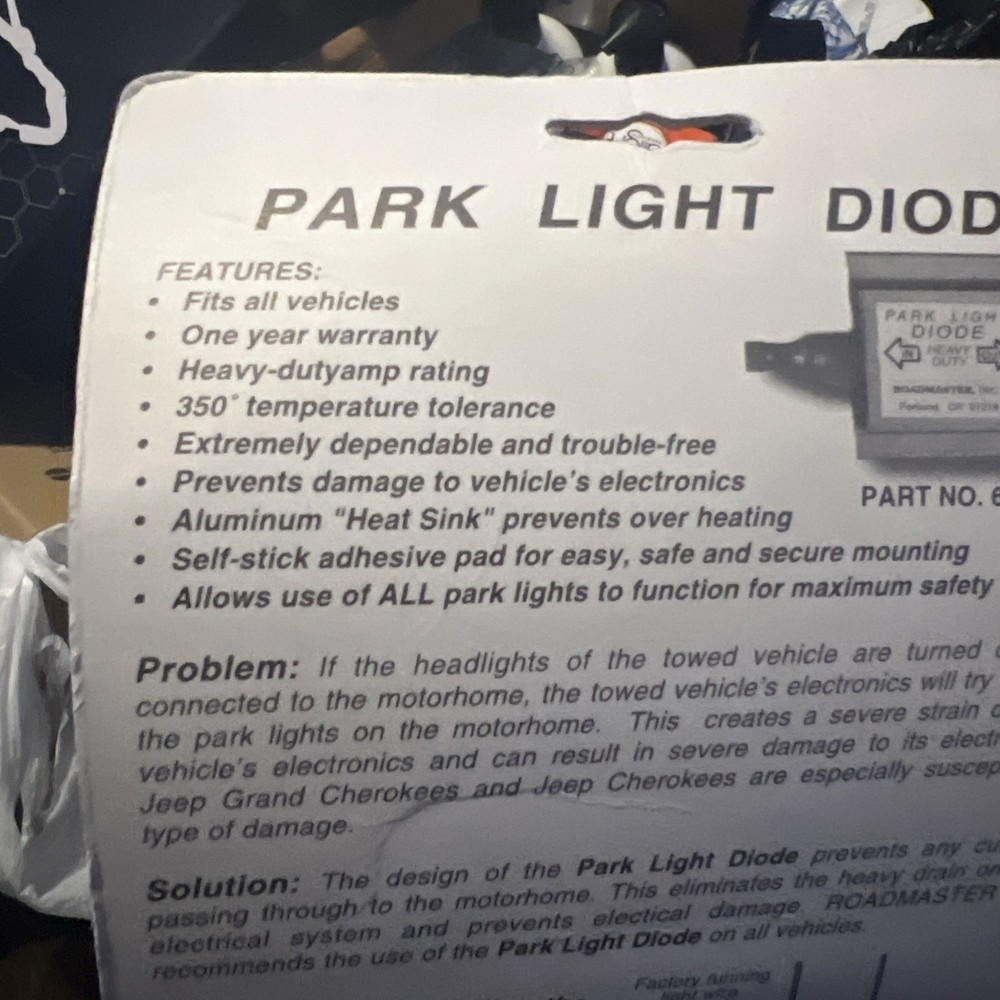 PARK LIGHT DIOD
FEATURES:
• Fits all vehicles
• One year warranty
• Heavy-dutyamp rating
• 350° temperature tolerance
• Extremely dependable and trouble-free
• Prevents damage to vehicle's electronics
• Aluminum "Heat Sink" prevents over heating
• Self-stick adhesive pad for easy, safe and secure mounting
• Allows use of ALL park lights to function for maximum safety
PARK LIGH
DIODE
IN HEAVY
DUTY
ROADMASTER, Inc.
Portland, OR
PART NO. 6
Problem: If the headlights of the towed vehicle are turned
connected to the motorhome, the towed vehicle's electronics will try
the park lights on the motorhome. This creates a severe strain
vehicle's electronics and can result in severe damage to its electr
Jeep Grand Cherokees and Jeep Cherokees are especially suscep
type of damage.
Solution: The design of the Park Light Diode prevents any cu
passing through to the motorhome. This eliminates the heavy drain on
electrical system and prevents electical damage. ROADMASTER
recommends the use of the Park Light Diode on all vehicles.
Factory running
light wire